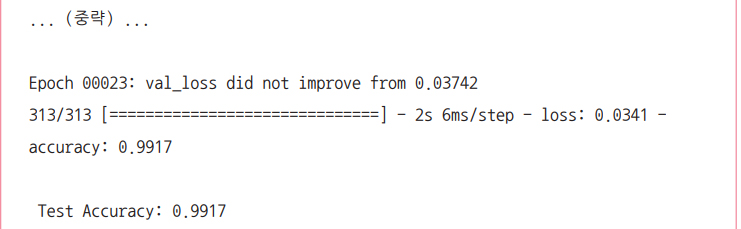 ... (중략) ...
Epoch 00023: val_loss did not improve from 0.03742
313/313 [==============================] - 2s 6ms/step - loss: 0.0341 -
accuracy: 0.9917
Test Accuracy: 0.9917